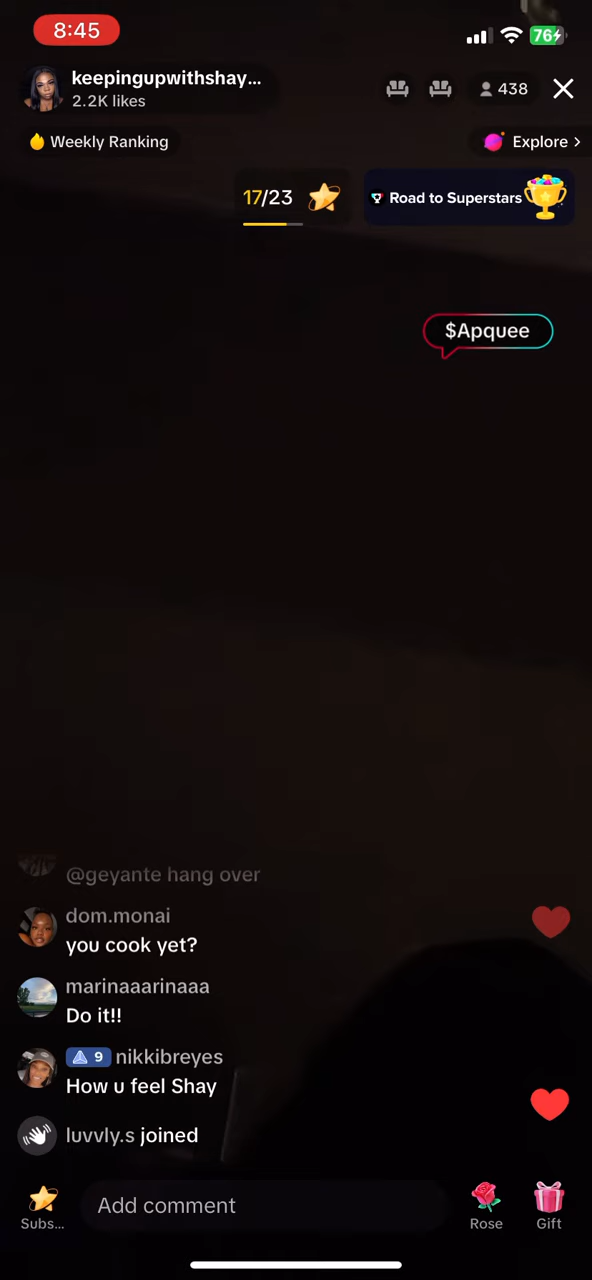 8:45
76
keepingupwithshay...
2.2K likes
438
Weekly Ranking
Explore >
17/23
Road to Superstars
$Apquee
@geyante hang over
dom.monai
you cook yet?
marinaaarinaaa
Do it!!
9 nikkibreyes
How u feel Shay
luvvly.s joined
Add comment
Subs...
Rose
Gift